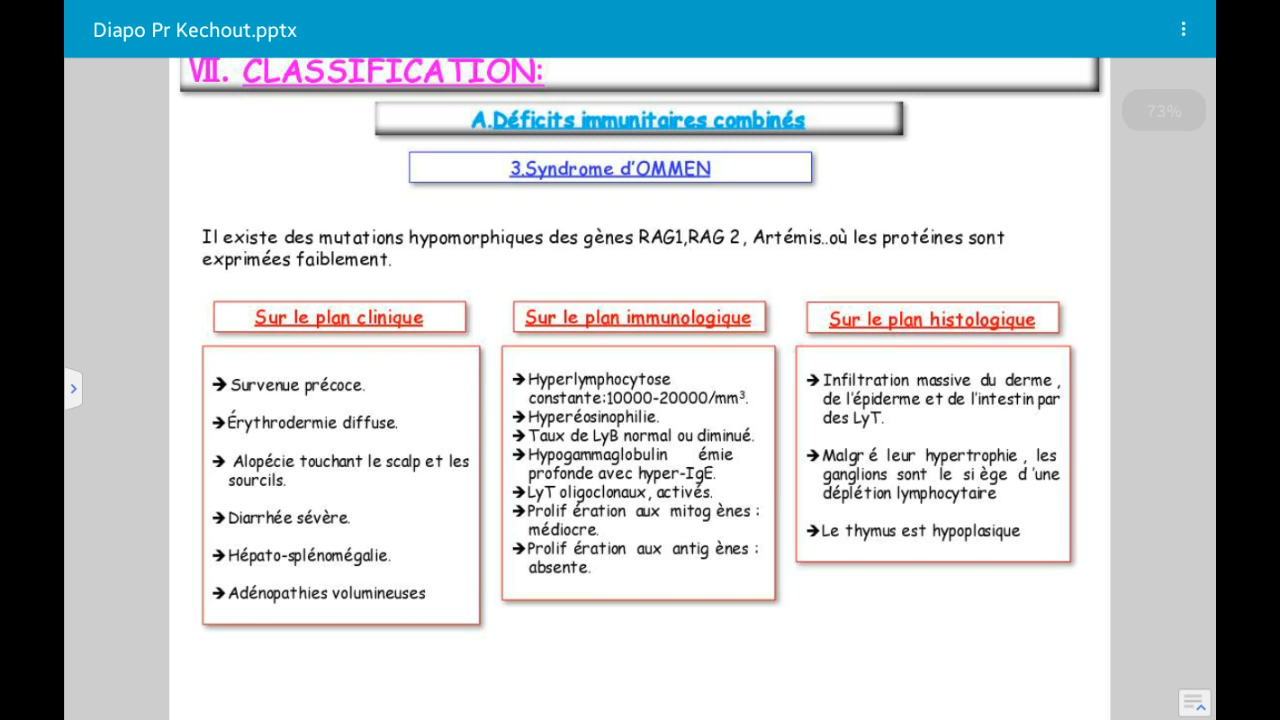 Diapo Pr Kechout.pptx
VII. CLASSIFICATION:
73%
A.Déficits immunitaires combinés
3.Syndrome d'OMMEN
Il existe des mutations hypomorphiques des gènes RAG1,RAG 2, Artémis..où les protéines sont
exprimées faiblement.
Sur le plan clinique
➔ Survenue précoce.
➔Érythrodermie diffuse.
➔ Alopécie touchant le scalp et les
sourcils.
➔Diarrhée sévère.
➔Hépato-splénomégalie.
➔Adénopathies volumineuses
Sur le plan immunologique
➔Hyperlymphocytose
constante:10000-20000/mm³.
➔Hyperéosinophilie.
➔Taux de LyB normal ou diminué.
➔Hypogammaglobulin émie
profonde avec hyper-IgE.
➔LyT oligoclonaux, activés.
➔Prolif ération aux mitog ènes :
médiocre.
➔Prolif ération aux antig ènes :
absente.
Sur le plan histologique
➔Infiltration massive du derme ,
de l'épiderme et de l'intestin par
des LyT.
➔Malgr é leur hypertrophie , les
ganglions sont le si ège d 'une
déplétion lymphocytaire
➔Le thymus est hypoplasique